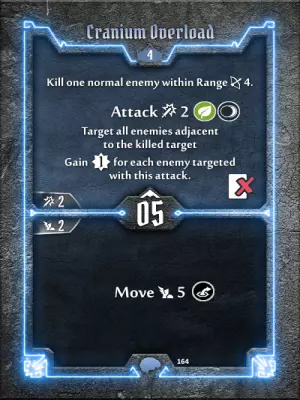 Cranium Overload
4
Kill one normal enemy within Range 4.
Attack 2
Target all enemies adjacent
to the killed target
Gain 1 for each enemy targeted
with this attack.
2
05
2
Move 5
164